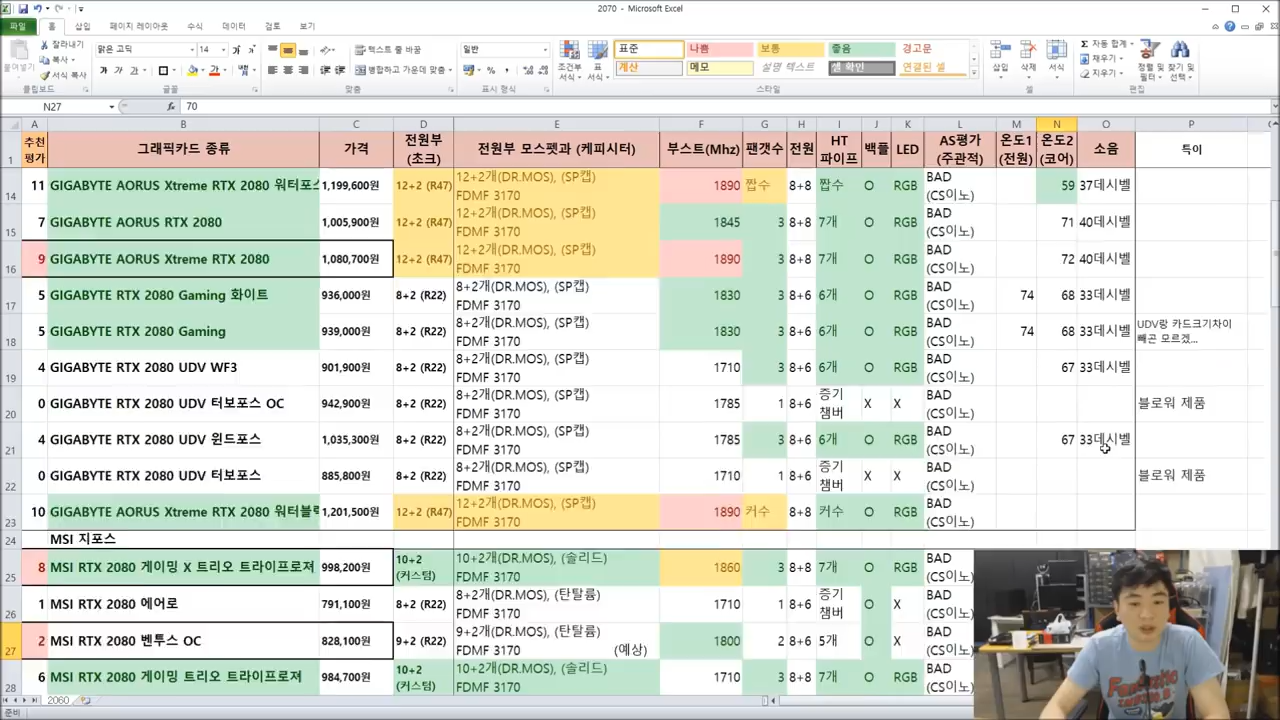 2070 - Microsoft Excel
파일 홈 삽입 페이지 레이아웃 수식 데이터 검토 보기
잘라내기
복사
서식 복사
붙여넣기
클립보드
맑은 고딕 14
글꼴
텍스트 줄 바꿈
병합하고 가운데 맞춤
맞춤
일반
표시 형식
조건부 서식
표 서식
표준 나쁨 보통 좋음 경고문
계산 메모 설명 텍스트 셀 확인 연결된 셀
스타일
삽입 삭제 서식
셀
Σ 자동 합계
채우기
지우기
정렬 및 필터
찾기 및 선택
편집
N27 70
A B C D E F G H I J K L M N O P
1 추천평가 그래픽카드 종류 가격 전원부(초크) 전원부 모스펫과 (케피시터) 부스트(Mhz) 팬갯수 전원 HT 파이프 백플 LED AS평가(주관적) 온도1(전원) 온도2(코어) 소음 특이
14 11 GIGABYTE AORUS Xtreme RTX 2080 워터포스 1,199,600원 12+2 (R47) 12+2개(DR.MOS), (SP캡) FDMF 3170 1890 짭수 8+8 짭수 O RGB BAD (CS이노) 59 37데시벨
15 7 GIGABYTE AORUS RTX 2080 1,005,900원 12+2 (R47) 12+2개(DR.MOS), (SP캡) FDMF 3170 1845 3 8+8 7개 O RGB BAD (CS이노) 71 40데시벨
16 9 GIGABYTE AORUS Xtreme RTX 2080 1,080,700원 12+2 (R47) 12+2개(DR.MOS), (SP캡) FDMF 3170 1890 3 8+8 7개 O RGB BAD (CS이노) 72 40데시벨
17 5 GIGABYTE RTX 2080 Gaming 화이트 936,000원 8+2 (R22) 8+2개(DR.MOS), (SP캡) FDMF 3170 1830 3 8+6 6개 O RGB BAD (CS이노) 74 68 33데시벨
18 5 GIGABYTE RTX 2080 Gaming 939,000원 8+2 (R22) 8+2개(DR.MOS), (SP캡) FDMF 3170 1830 3 8+6 6개 O RGB BAD (CS이노) 74 68 33데시벨 UDV랑 카드크기차이 빼곤 모르겠...
19 4 GIGABYTE RTX 2080 UDV WF3 901,900원 8+2 (R22) 8+2개(DR.MOS), (SP캡) FDMF 3170 1710 3 8+6 6개 O RGB BAD (CS이노) 67 33데시벨
20 0 GIGABYTE RTX 2080 UDV 터보포스 OC 942,900원 8+2 (R22) 8+2개(DR.MOS), (SP캡) FDMF 3170 1785 1 8+6 증기 챔버 X K BAD (CS이노) 블로워 제품
21 4 GIGABYTE RTX 2080 UDV 윈드포스 1,035,300원 8+2 (R22) 8+2개(DR.MOS), (SP캡) FDMF 3170 1785 3 8+6 6개 O RGB BAD (CS이노) 67 33데시벨
22 0 GIGABYTE RTX 2080 UDV 터보포스 885,800원 8+2 (R22) 8+2개(DR.MOS), (SP캡) FDMF 3170 1710 1 8+6 증기 챔버 X X BAD (CS이노) 블로워 제품
23 10 GIGABYTE AORUS Xtreme RTX 2080 워터블럭 1,201,500원 12+2 (R47) 12+2개(DR.MOS), (SP캡) FDMF 3170 1890 커수 8+8 커수 O RGB BAD (CS이노)
24 MSI 지포스
25 8 MSI RTX 2080 게이밍 X 트리오 트라이프로져 998,200원 10+2 (커스텀) 10+2개(DR.MOS), (솔리드) FDMF 3170 1860 3 8+8 7개 O RGB BAD (CS이노)
26 1 MSI RTX 2080 에어로 791,100원 8+2 (R22) 8+2개(DR.MOS), (탄탈륨) FDMF 3170 1710 1 8+6 증기 챔버 O X BAD (CS이노)
27 2 MSI RTX 2080 벤투스 OC 828,100원 9+2 (R22) 9+2개(DR.MOS), (탄탈륨) FDMF 3170 (예상) 1800 2 8+6 5개 O X BAD (CS이노)
28 6 MSI RTX 2080 게이밍 트리오 트라이프로져 984,700원 10+2 (커스텀) 10+2개(DR.MOS), (솔리드) FDMF 3170 1710 3 8+8 7개 O RGB BAD (CS이노)
2060
준비